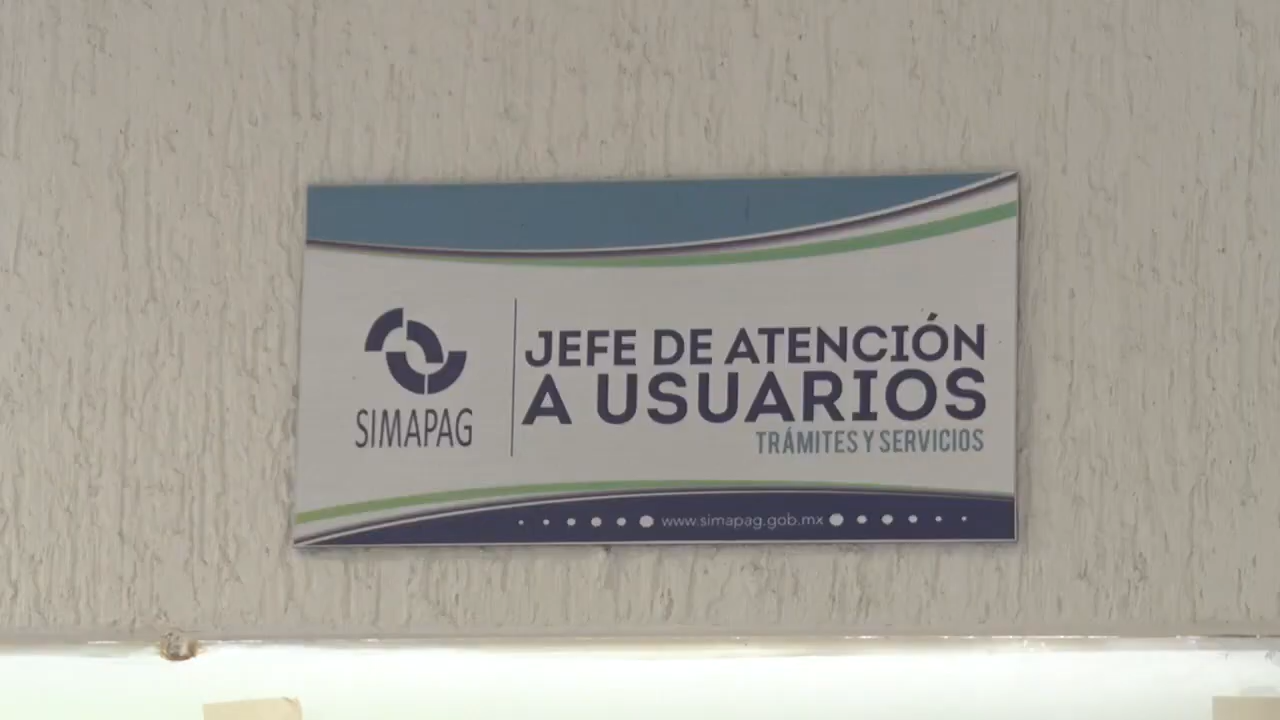 SIMAPAG
JEFE DE ATENCIÓN
A USUARIOS
TRÁMITES Y SERVICIOS
www.simapag.gob.mx